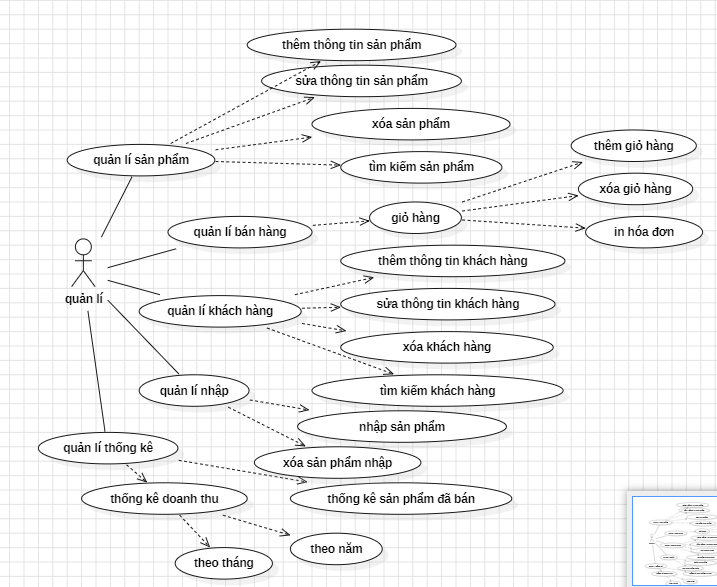 thêm thông tin sản phẩm
sửa thông tin sản phẩm
xóa sản phẩm
thêm giỏ hàng
quản lí sản phẩm
tìm kiếm sản phẩm
xóa giỏ hàng
giỏ hàng
quản lí bán hàng
in hóa đơn
thêm thông tin khách hàng
quản lí
sửa thông tin khách hàng
quản lí khách hàng
xóa khách hàng
quản lí nhập
tìm kiếm khách hàng
nhập sản phẩm
quản lí thống kê
xóa sản phẩm nhập
thống kê doanh thu
thống kê sản phẩm đã bán
theo năm
theo tháng